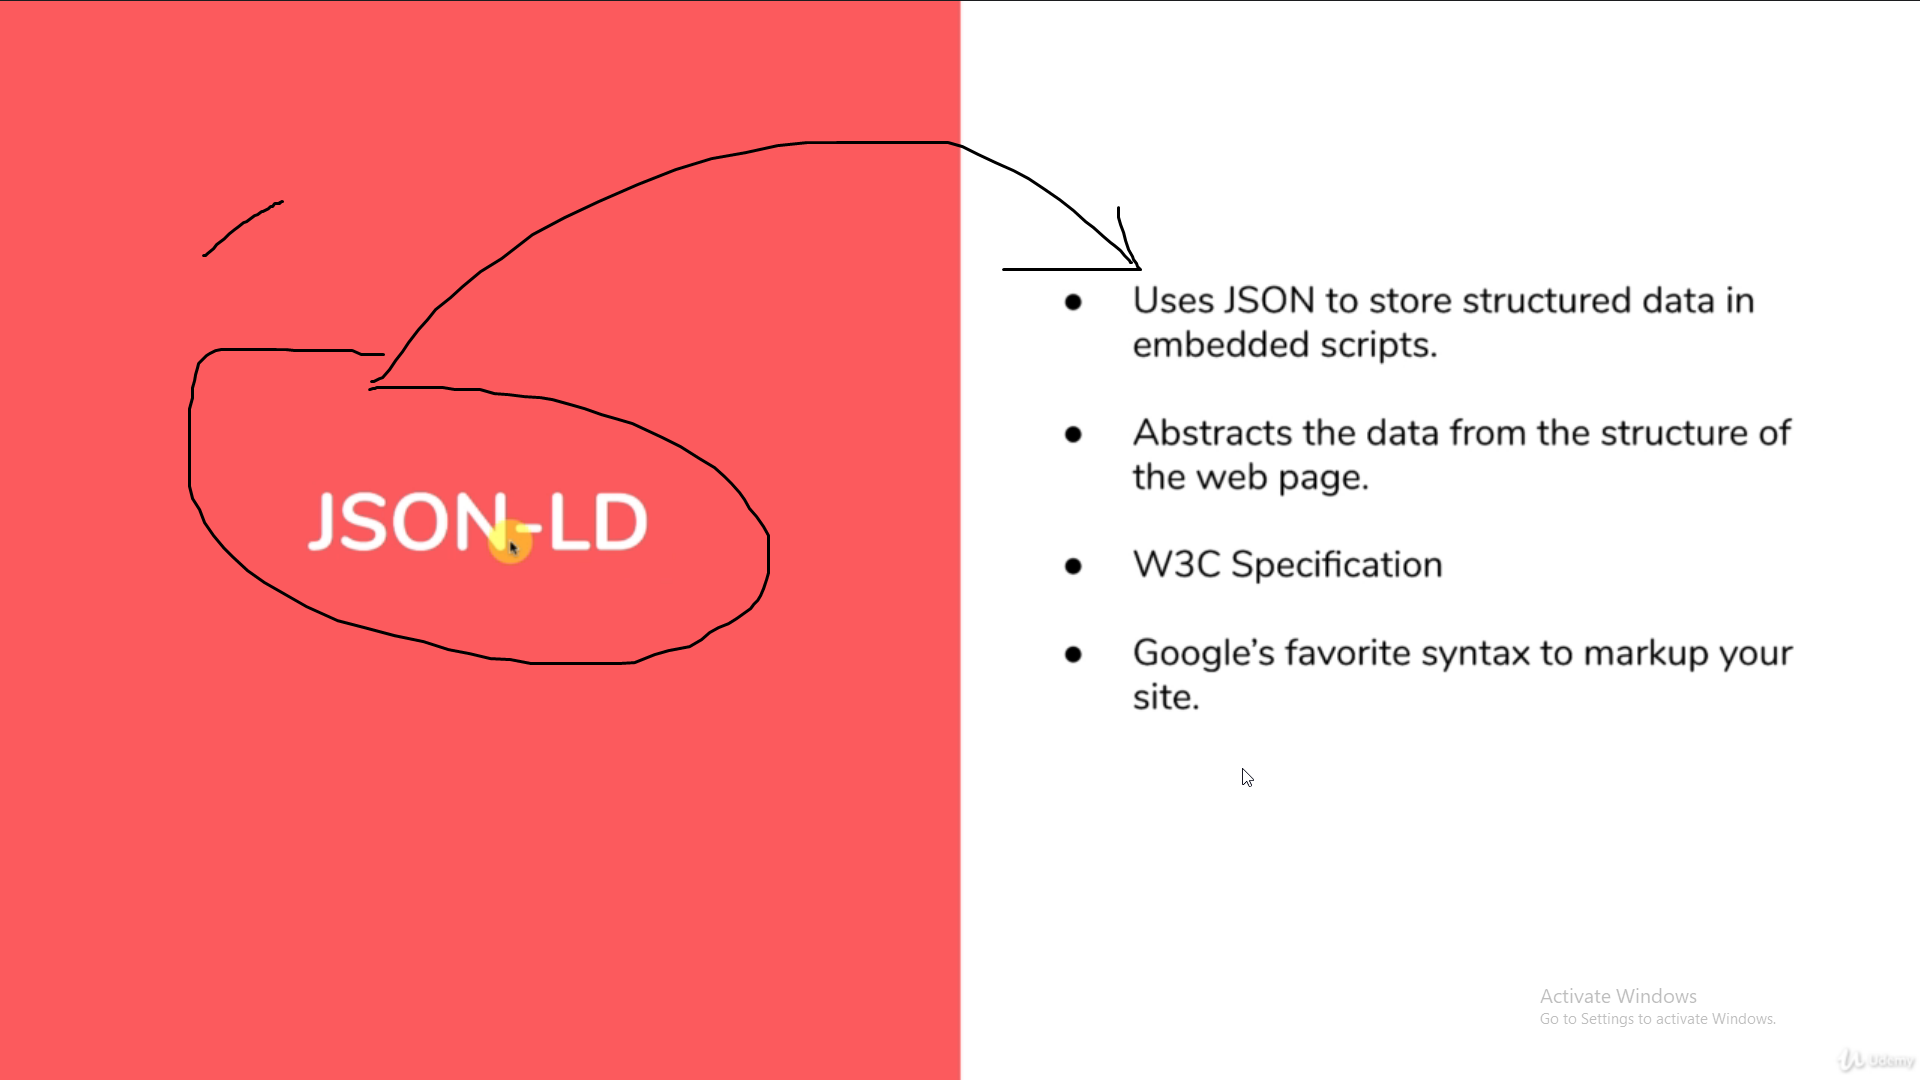 JSON-LD
● Uses JSON to store structured data in
embedded scripts.
● Abstracts the data from the structure of
the web page.
● W3C Specification
● Google’s favorite syntax to markup your
site.
Activate Windows
Go to Settings to activate Windows.
Udemy